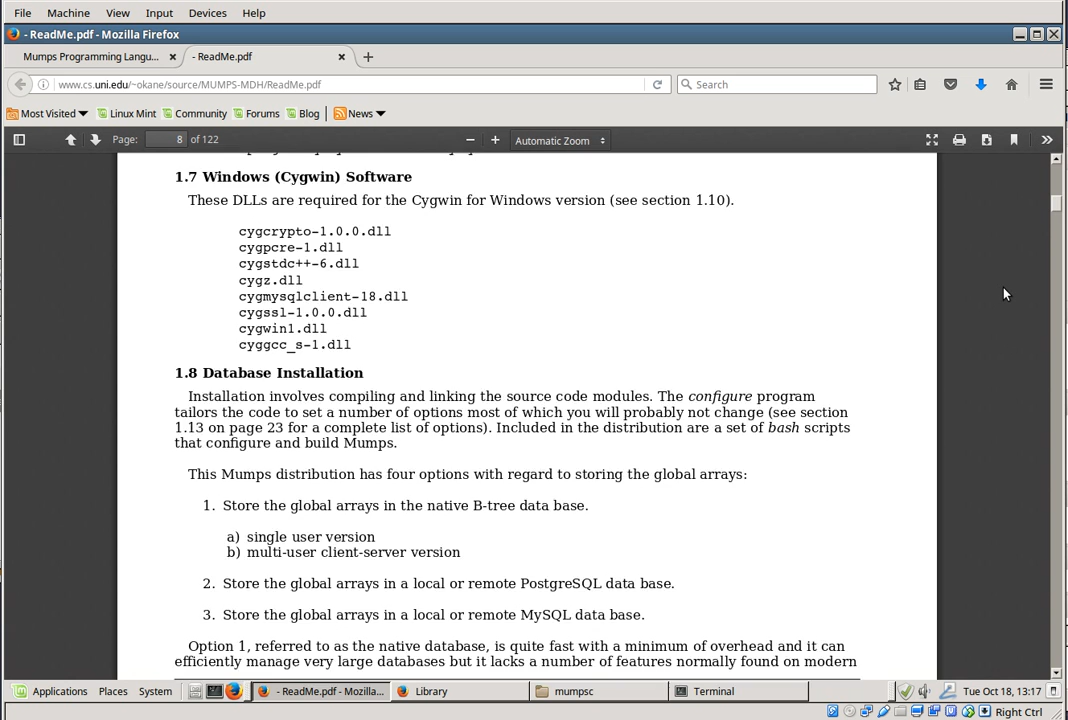 File Machine View Input Devices Help
- ReadMe.pdf - Mozilla Firefox
Mumps Programming Langu... - ReadMe.pdf
www.cs.uni.edu/~okane/source/MUMPS-MDH/ReadMe.pdf Search
Most Visited Linux Mint Community Forums Blog News
Page: 8 of 122 Automatic Zoom
1.7 Windows (Cygwin) Software
These DLLs are required for the Cygwin for Windows version (see section 1.10).
cygcrypto-1.0.0.dll
cygpcre-1.dll
cygstdc++-6.dll
cygz.dll
cygmysqlclient-18.dll
cygssl-1.0.0.dll
cygwin1.dll
cyggcc_s-1.dll
1.8 Database Installation
Installation involves compiling and linking the source code modules. The configure program
tailors the code to set a number of options most of which you will probably not change (see section
1.13 on page 23 for a complete list of options). Included in the distribution are a set of bash scripts
that configure and build Mumps.
This Mumps distribution has four options with regard to storing the global arrays:
1. Store the global arrays in the native B-tree data base.
a) single user version
b) multi-user client-server version
2. Store the global arrays in a local or remote PostgreSQL data base.
3. Store the global arrays in a local or remote MySQL data base.
Option 1, referred to as the native database, is quite fast with a minimum of overhead and it can
efficiently manage very large databases but it lacks a number of features normally found on modern
Applications Places System - ReadMe.pdf - Mozilla... Library mumpsc Terminal Tue Oct 18, 13:17
Right Ctrl